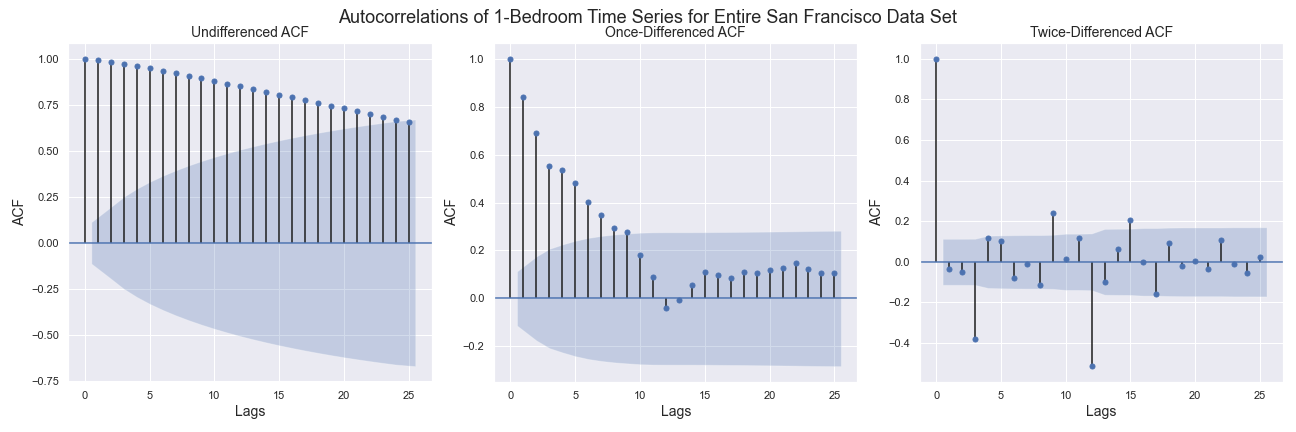 Autocorrelations of 1-Bedroom Time Series for Entire San Francisco Data Set
Undifferenced ACF
1.00
0.75
0.50
0.25
0.00
−0.25
−0.50
−0.75
ACF
0 5 10 15 20 25
Lags
Once-Differenced ACF
1.0
0.8
0.6
0.4
0.2
0.0
−0.2
ACF
0 5 10 15 20 25
Lags
Twice-Differenced ACF
1.0
0.8
0.6
0.4
0.2
0.0
−0.2
−0.4
ACF
0 5 10 15 20 25
Lags